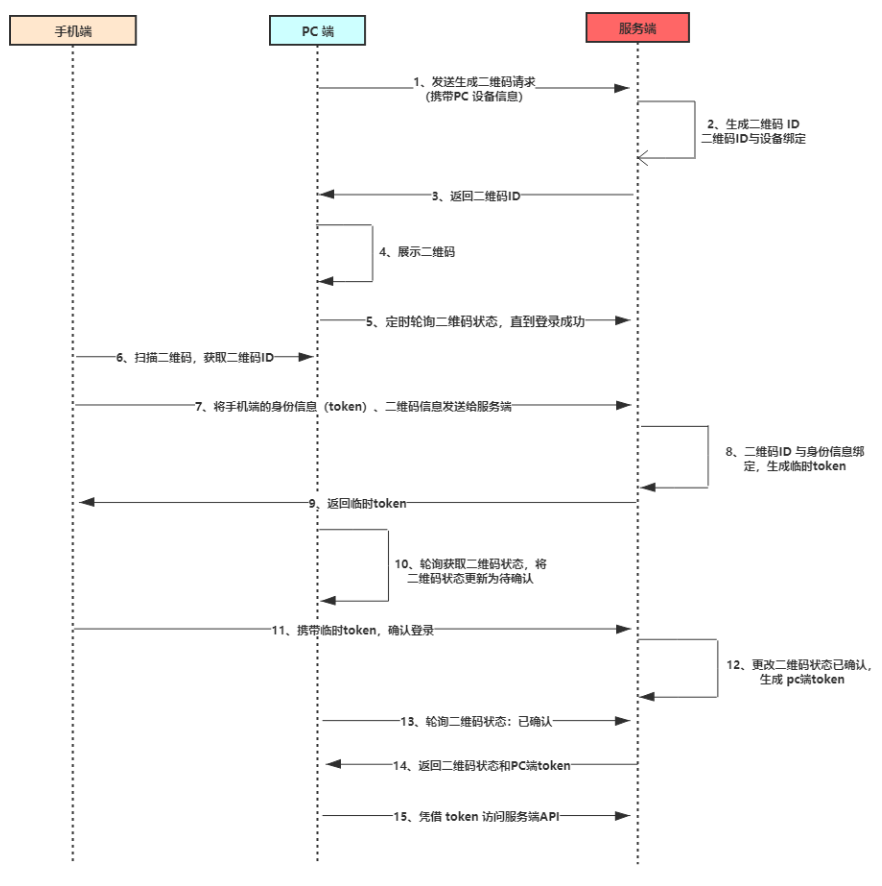 手机端
PC 端
服务端
1、发送生成二维码请求
（携带PC 设备信息）
2、生成二维码 ID
二维码ID与设备绑定
3、返回二维码ID
4、展示二维码
5、定时轮询二维码状态，直到登录成功
6、扫描二维码，获取二维码ID
7、将手机端的身份信息（token）、二维码信息发送给服务端
8、二维码ID 与身份信息绑
定，生成临时token
9、返回临时token
10、轮询获取二维码状态，将
二维码状态更新为待确认
11、携带临时token，确认登录
12、更改二维码状态已确认，
生成 pc端token
13、轮询二维码状态：已确认
14、返回二维码状态和PC端token
15、凭借 token 访问服务端API